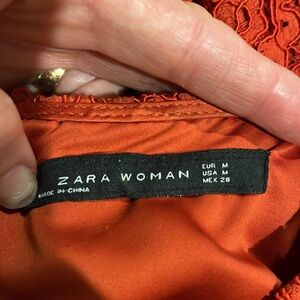 ZARA WOMAN
MADE IN CHINA
EUR M
USA M
MEX 28